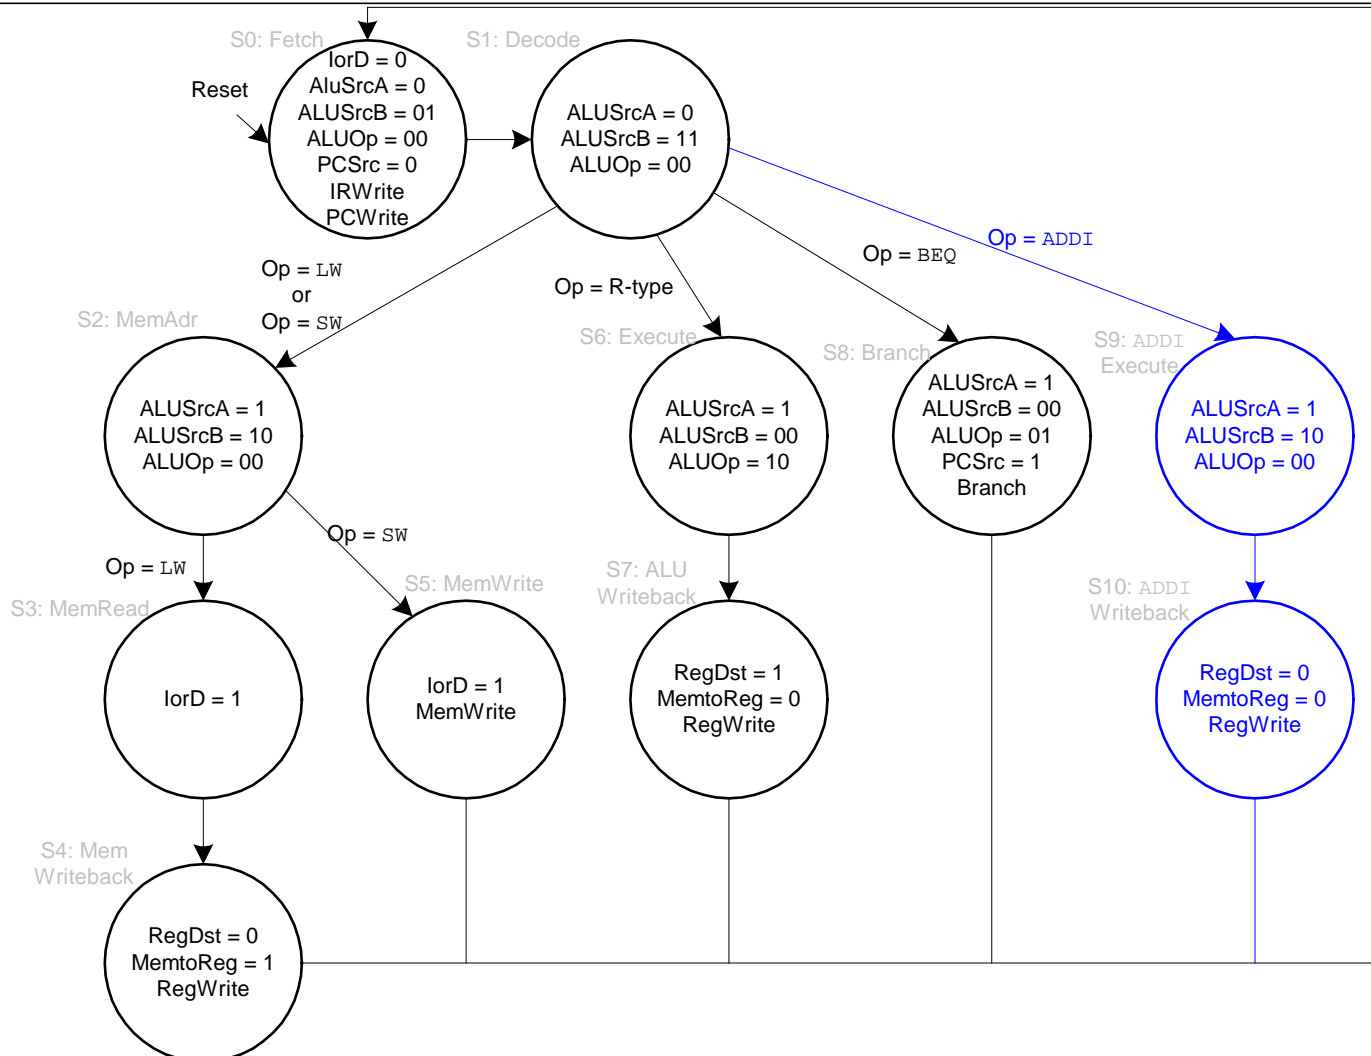 S0: Fetch
IorD = 0
AluSrcA = 0
ALUSrcB = 01
ALUOp = 00
PCSrc = 0
IRWrite
PCWrite
Reset
S1: Decode
ALUSrcA = 0
ALUSrcB = 11
ALUOp = 00
Op = LW
or
Op = SW
Op = R-type
Op = BEQ
Op = ADDI
S2: MemAdr
ALUSrcA = 1
ALUSrcB = 10
ALUOp = 00
S6: Execute
ALUSrcA = 1
ALUSrcB = 00
ALUOp = 10
S8: Branch
ALUSrcA = 1
ALUSrcB = 00
ALUOp = 01
PCSrc = 1
Branch
S9: ADDI
Execute
ALUSrcA = 1
ALUSrcB = 10
ALUOp = 00
Op = LW
Op = SW
S3: MemRead
IorD = 1
S5: MemWrite
IorD = 1
MemWrite
S7: ALU
Writeback
RegDst = 1
MemtoReg = 0
RegWrite
S10: ADDI
Writeback
RegDst = 0
MemtoReg = 0
RegWrite
S4: Mem
Writeback
RegDst = 0
MemtoReg = 1
RegWrite